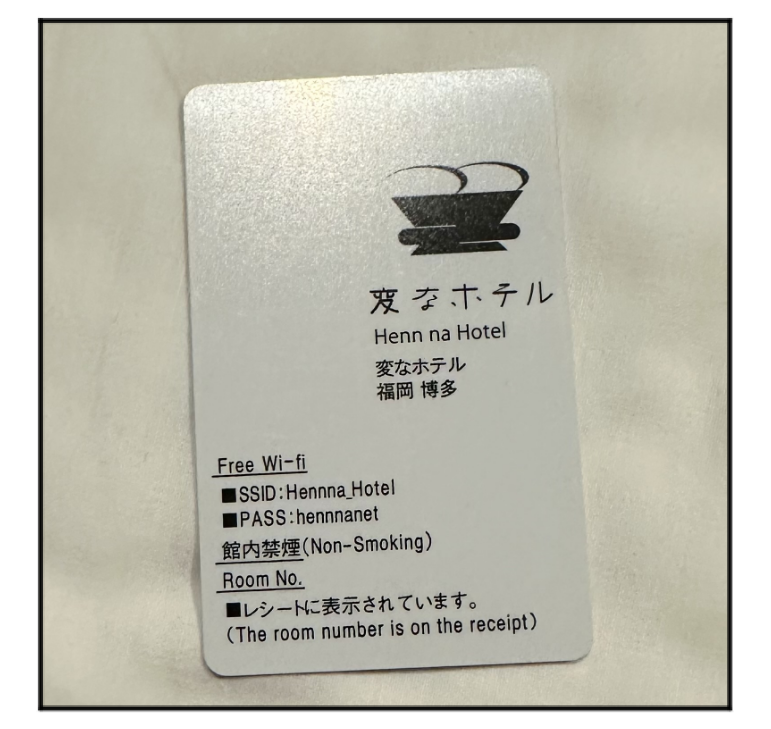 変なホテル
Henn na Hotel
変なホテル
福岡 博多
Free Wi-fi
■SSID:Hennna_Hotel
■PASS:hennnanet
館内禁煙(Non-Smoking)
Room No.
■レシートに表示されています。
(The room number is on the receipt)